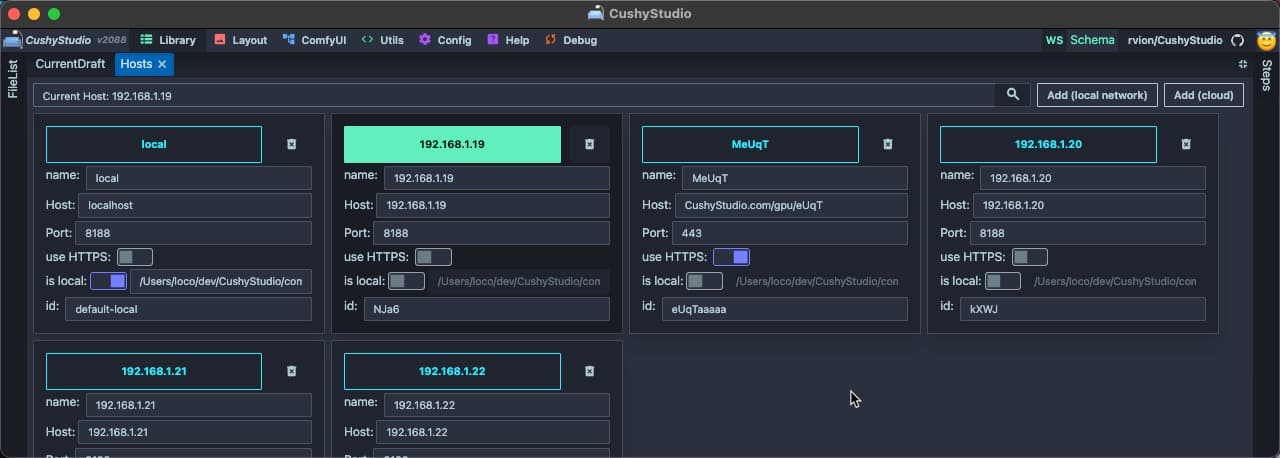 CushyStudio
CushyStudio v2088 Library Layout ComfyUI Utils Config Help Debug WS Schema rvion/CushyStudio
FileList
CurrentDraft Hosts
Steps
Current Host: 192.168.1.19 Add (local network) Add (cloud)
local
name: local
Host: localhost
Port: 8188
use HTTPS:
is local: /Users/loco/dev/CushyStudio/com
id: default-local
192.168.1.19
name: 192.168.1.19
Host: 192.168.1.19
Port: 8188
use HTTPS:
is local: /Users/loco/dev/CushyStudio/con
id: NJa6
MeUqT
name: MeUqT
Host: CushyStudio.com/gpu/eUqT
Port: 443
use HTTPS:
is local: /Users/loco/dev/CushyStudio/con
id: eUqTaaaaa
192.168.1.20
name: 192.168.1.20
Host: 192.168.1.20
Port: 8188
use HTTPS:
is local: /Users/loco/dev/CushyStudio/con
id: kXWJ
192.168.1.21
name: 192.168.1.21
Host: 192.168.1.21
192.168.1.22
name: 192.168.1.22
Host: 192.168.1.22